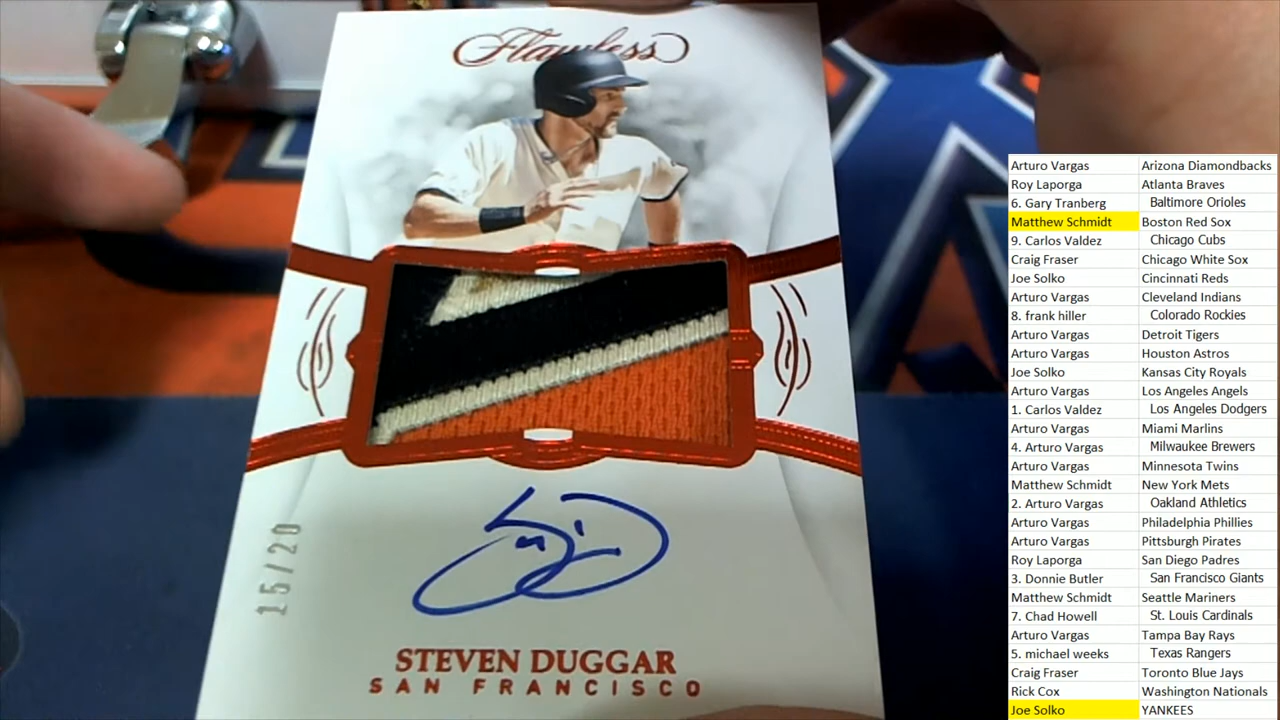 Flawless
15/20
STEVEN DUGGAR
SAN FRANCISCO
Arturo Vargas Arizona Diamondbacks
Roy Laporga Atlanta Braves
6. Gary Tranberg Baltimore Orioles
Matthew Schmidt Boston Red Sox
9. Carlos Valdez Chicago Cubs
Craig Fraser Chicago White Sox
Joe Solko Cincinnati Reds
Arturo Vargas Cleveland Indians
8. frank hiller Colorado Rockies
Arturo Vargas Detroit Tigers
Arturo Vargas Houston Astros
Joe Solko Kansas City Royals
Arturo Vargas Los Angeles Angels
1. Carlos Valdez Los Angeles Dodgers
Arturo Vargas Miami Marlins
4. Arturo Vargas Milwaukee Brewers
Arturo Vargas Minnesota Twins
Matthew Schmidt New York Mets
2. Arturo Vargas Oakland Athletics
Arturo Vargas Philadelphia Phillies
Arturo Vargas Pittsburgh Pirates
Roy Laporga San Diego Padres
3. Donnie Butler San Francisco Giants
Matthew Schmidt Seattle Mariners
7. Chad Howell St. Louis Cardinals
Arturo Vargas Tampa Bay Rays
5. michael weeks Texas Rangers
Craig Fraser Toronto Blue Jays
Rick Cox Washington Nationals
Joe Solko YANKEES